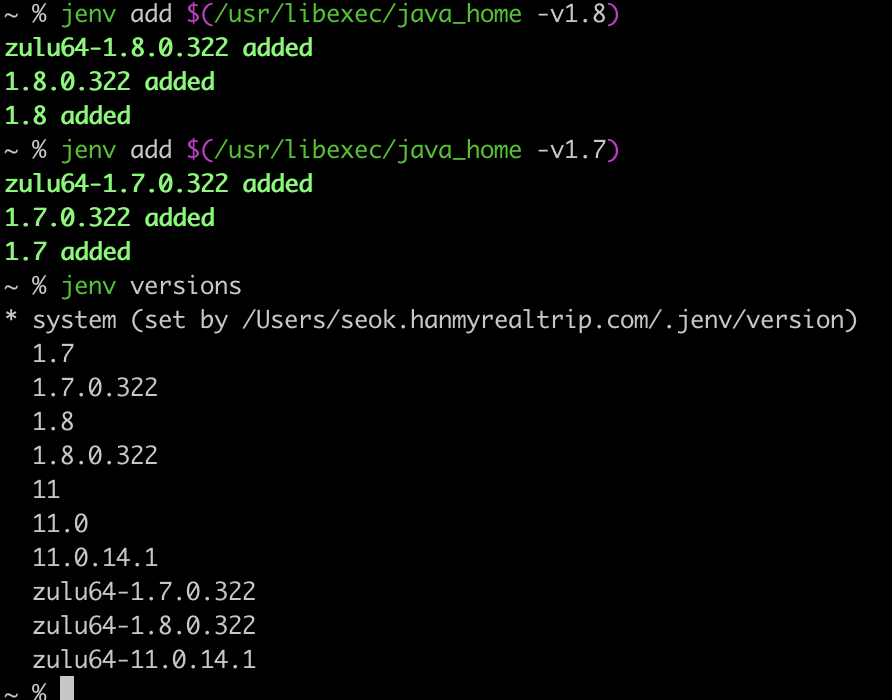 ~ % jenv add $(/usr/libexec/java_home -v1.8)
zulu64-1.8.0.322 added
1.8.0.322 added
1.8 added
~ % jenv add $(/usr/libexec/java_home -v1.7)
zulu64-1.7.0.322 added
1.7.0.322 added
1.7 added
~ % jenv versions
* system (set by /Users/seok.hanmyrealtrip.com/.jenv/version)
  1.7
  1.7.0.322
  1.8
  1.8.0.322
  11
  11.0
  11.0.14.1
  zulu64-1.7.0.322
  zulu64-1.8.0.322
  zulu64-11.0.14.1
~ %